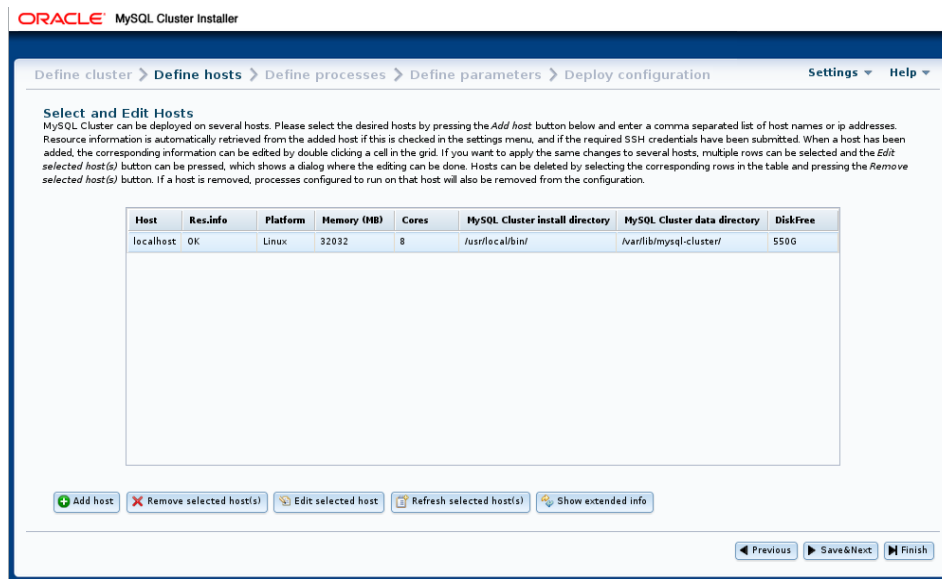 ORACLE MySQL Cluster Installer
Define cluster > Define hosts > Define processes > Define parameters > Deploy configuration Settings Help
Select and Edit Hosts
MySQL Cluster can be deployed on several hosts. Please select the desired hosts by pressing the Add host button below and enter a comma separated list of host names or ip addresses.
Resource information is automatically retrieved from the added host if this is checked in the settings menu, and if the required SSH credentials have been submitted. When a host has been
added, the corresponding information can be edited by double clicking a cell in the grid. If you want to apply the same changes to several hosts, multiple rows can be selected and the Edit
selected host(s) button can be pressed, which shows a dialog where the editing can be done. Hosts can be deleted by selecting the corresponding rows in the table and pressing the Remove
selected host(s) button. If a host is removed, processes configured to run on that host will also be removed from the configuration.
Host Res.info Platform Memory (MB) Cores MySQL Cluster install directory MySQL Cluster data directory DiskFree
localhost OK Linux 32032 8 /usr/local/bin/ /var/lib/mysql-cluster/ 550G
Add host Remove selected host(s) Edit selected host Refresh selected host(s) Show extended info
Previous Save&Next Finish